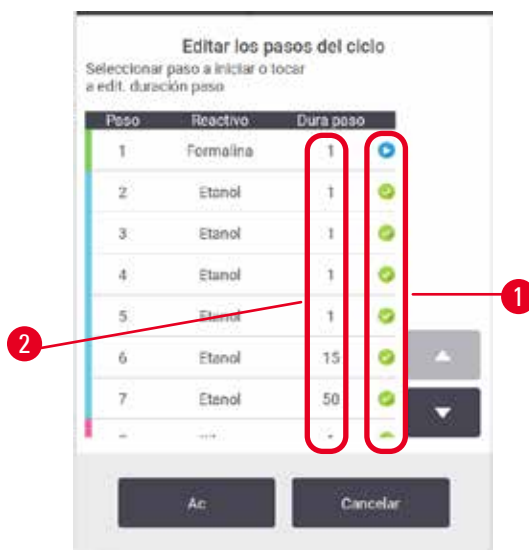 Editar los pasos del ciclo
Seleccionar paso a iniciar o tocar
a edit. duración paso
Paso Reactivo Dura paso
1 Formalina 1
2 Etanol 1
3 Etanol 1
4 Etanol 1
1
5 Etanol 1
2
6 Etanol 15
7 Etanol 50
Ac Cancelar